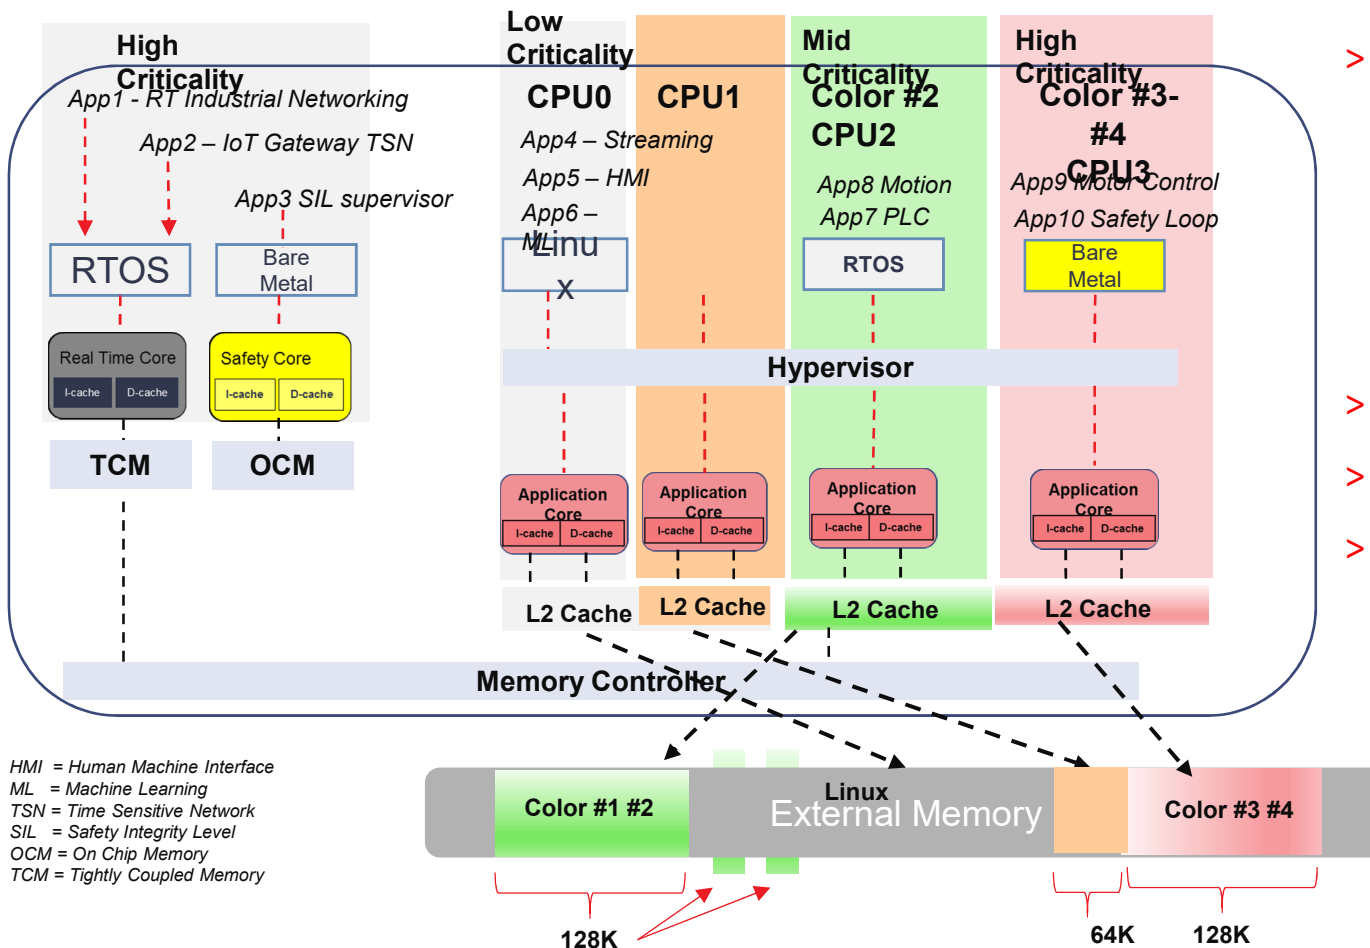 High
Criticality
App1 - RT Industrial Networking
App2 – IoT Gateway TSN
App3 SIL supervisor
RTOS
Bare
Metal
Real Time Core
I-cache
D-cache
Safety Core
I-cache
D-cache
TCM
OCM
Low
Criticality
CPU0
App4 – Streaming
App5 – HMI
App6 –
ML
Linu
x
CPU1
Mid
Criticality
Color #2
CPU2
App8 Motion
App7 PLC
RTOS
High
Criticality
Color #3-
#4
CPU3
App9 Motor Control
App10 Safety Loop
Bare
Metal
>
>
>
>
Hypervisor
Application
Core
I-cache
D-cache
Application
Core
I-cache
D-cache
Application
Core
I-cache
D-cache
Application
Core
I-cache
D-cache
L2 Cache
L2 Cache
L2 Cache
L2 Cache
Memory Controller
HMI = Human Machine Interface
ML = Machine Learning
TSN = Time Sensitive Network
SIL = Safety Integrity Level
OCM = On Chip Memory
TCM = Tightly Coupled Memory
Color #1 #2
Linux
External Memory
Color #3 #4
128K
64K
128K